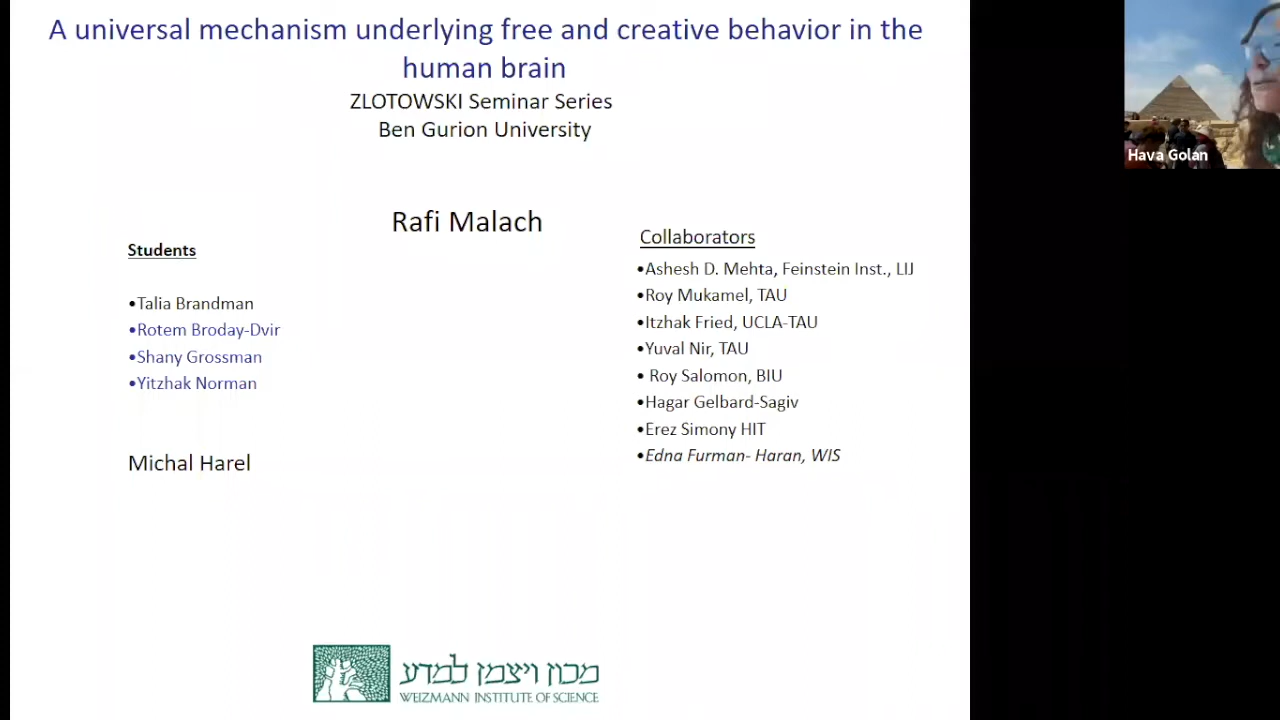 A universal mechanism underlying free and creative behavior in the
human brain
ZLOTOWSKI Seminar Series
Ben Gurion University
Rafi Malach
Students
•Talia Brandman
•Rotem Broday-Dvir
•Shany Grossman
•Yitzhak Norman
Michal Harel
Collaborators
•Ashesh D. Mehta, Feinstein Inst., LIJ
•Roy Mukamel, TAU
•Itzhak Fried, UCLA-TAU
•Yuval Nir, TAU
• Roy Salomon, BIU
•Hagar Gelbard-Sagiv
•Erez Simony HIT
•Edna Furman- Haran, WIS
מכון ויצמן למדע
WEIZMANN INSTITUTE OF SCIENCE
Hava Golan